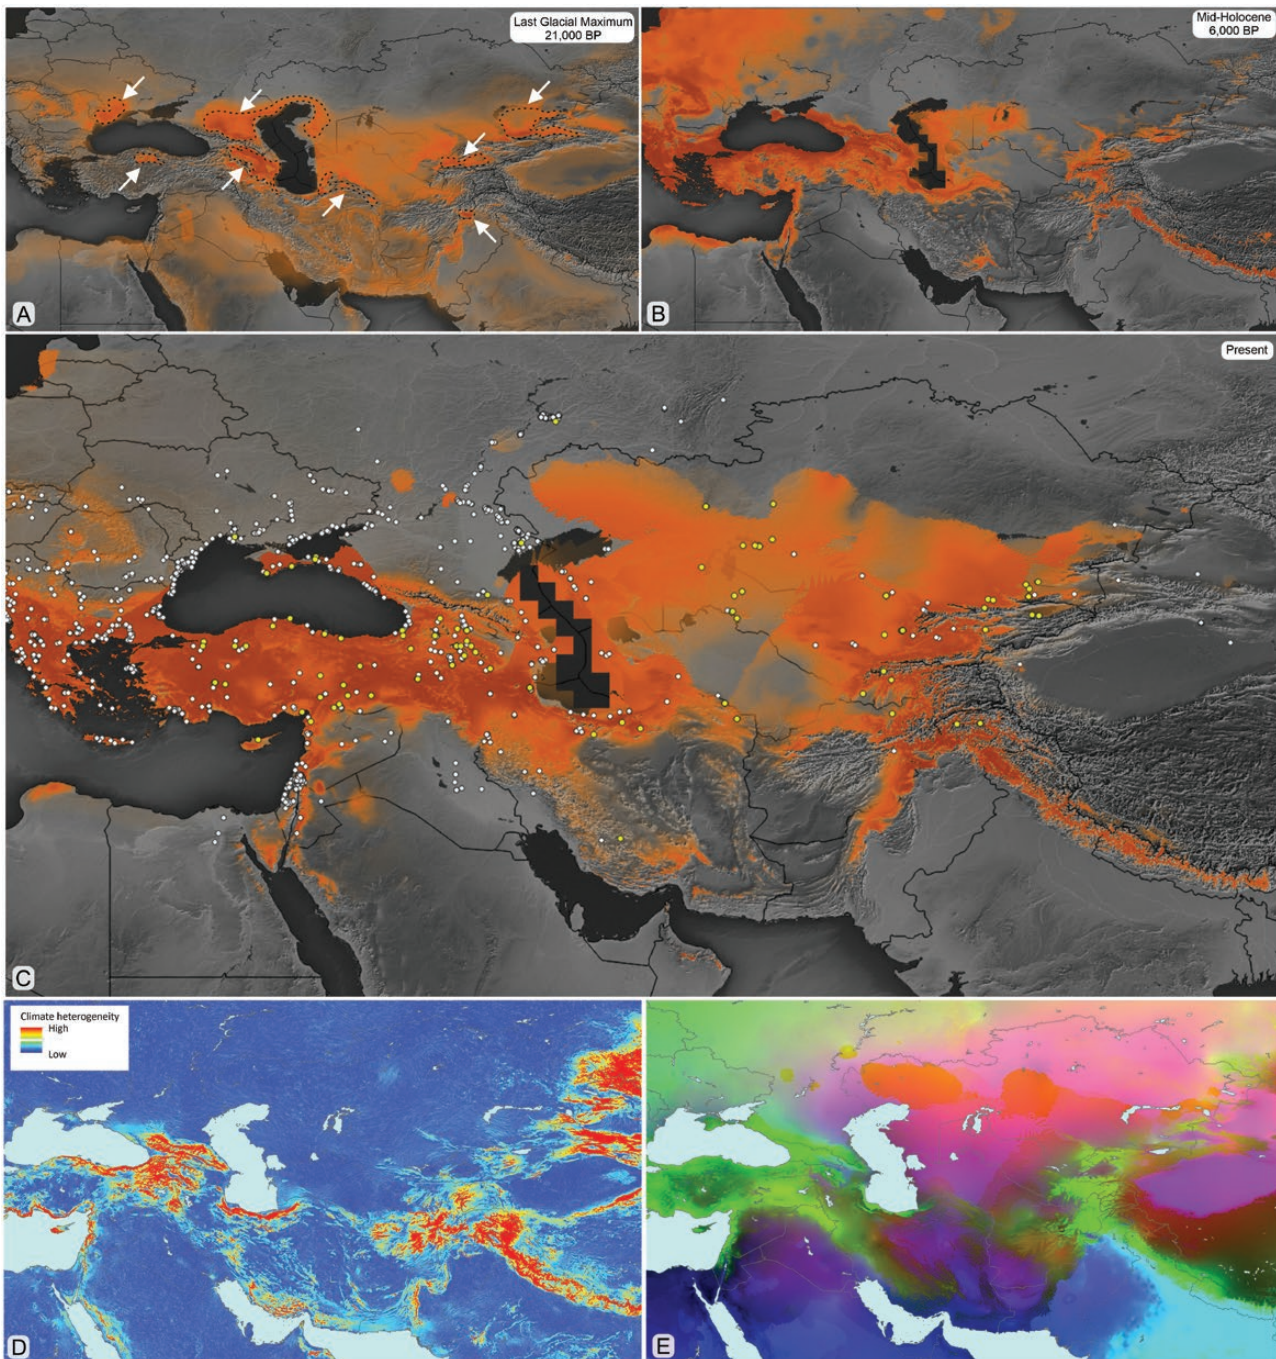 Last Glacial Maximum
21,000 BP
A
Mid-Holocene
6,000 BP
B
Present
C
Climate heterogeneity
High
Low
D
E